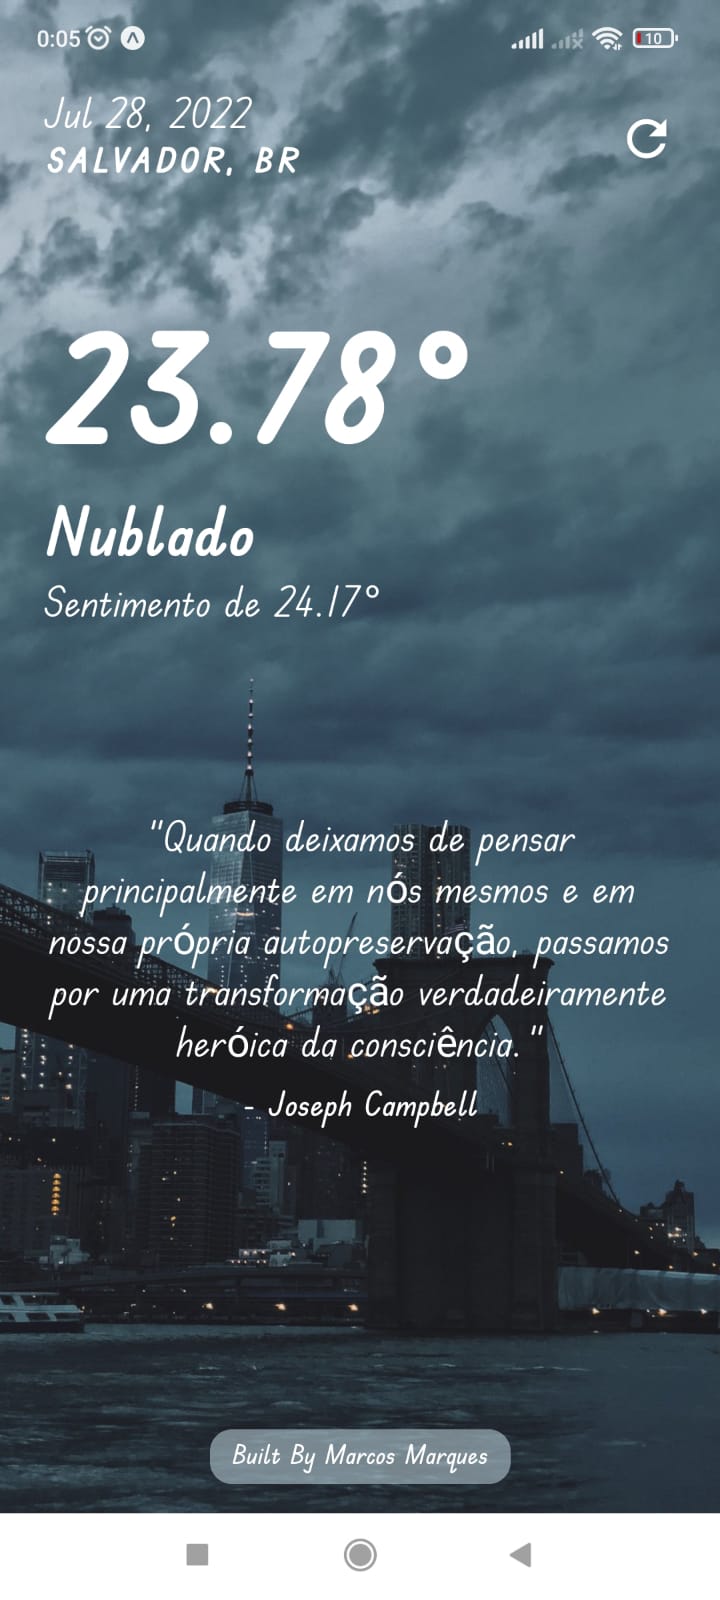 0:05
10
Jul 28, 2022
SALVADOR, BR
23.78°
Nublado
Sentimento de 24.17°
"Quando deixamos de pensar
principalmente em nós mesmos e em
nossa própria autopreservação, passamos
por uma transformação verdadeiramente
heróica da consciência. "
- Joseph Campbell
Built By Marcos Marques